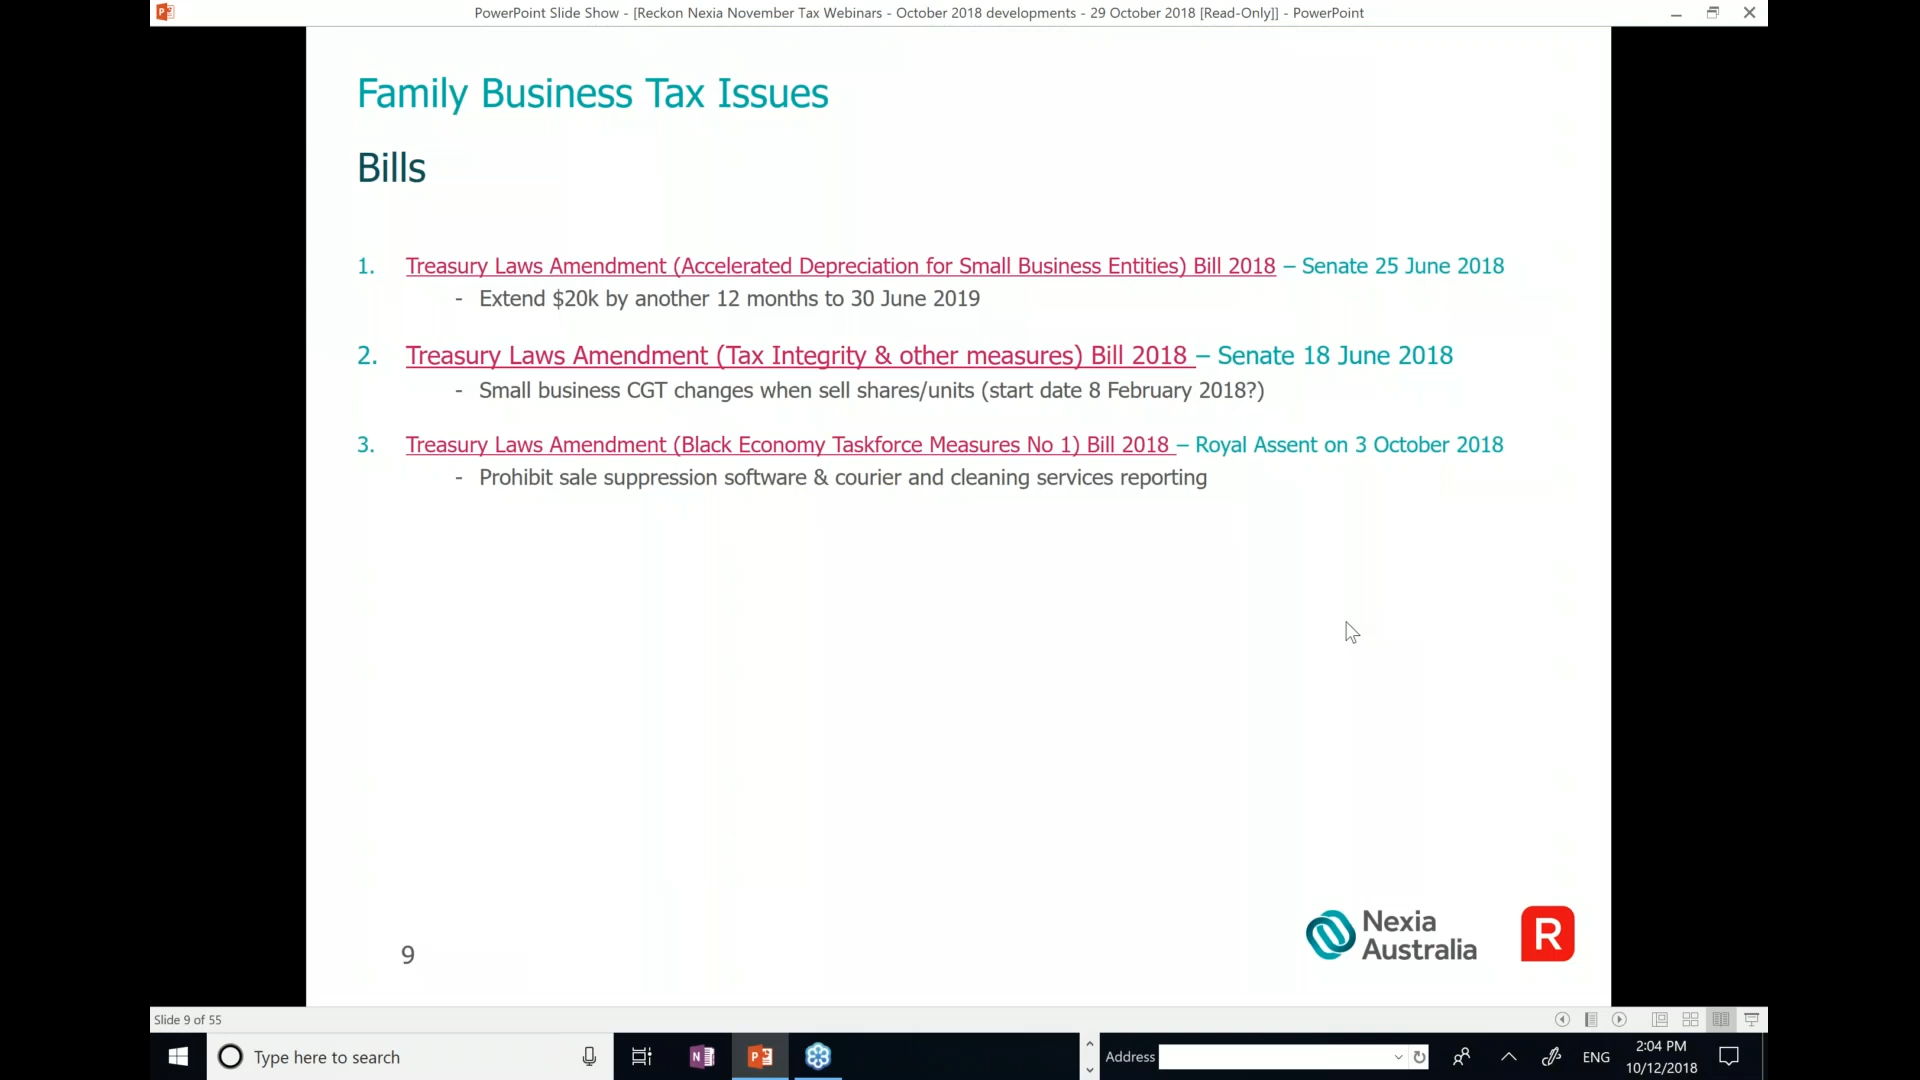 PowerPoint Slide Show - [Reckon Nexia November Tax Webinars - October 2018 developments - 29 October 2018 [Read-Only]] - PowerPoint
Family Business Tax Issues
Bills
1. Treasury Laws Amendment (Accelerated Depreciation for Small Business Entities) Bill 2018 – Senate 25 June 2018
- Extend $20k by another 12 months to 30 June 2019
2. Treasury Laws Amendment (Tax Integrity & other measures) Bill 2018 – Senate 18 June 2018
- Small business CGT changes when sell shares/units (start date 8 February 2018?)
3. Treasury Laws Amendment (Black Economy Taskforce Measures No 1) Bill 2018 – Royal Assent on 3 October 2018
- Prohibit sale suppression software & courier and cleaning services reporting
9
Nexia
Australia
R
Slide 9 of 55
Type here to search
N
P
Address
ENG
2:04 PM
10/12/2018